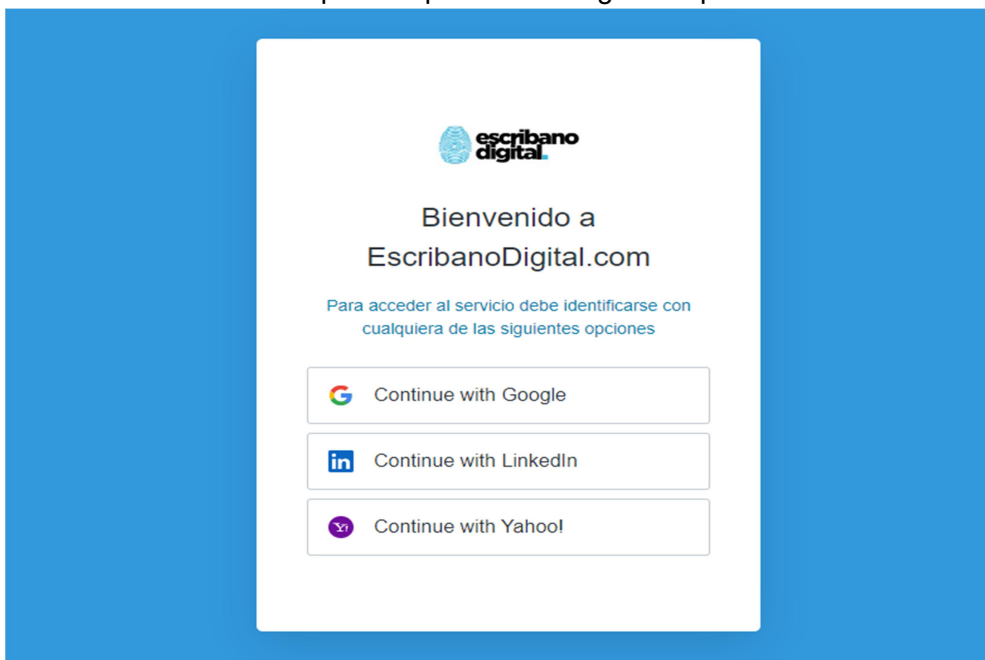 escribano
digital.
Bienvenido a
EscribanoDigital.com
Para acceder al servicio debe identificarse con
cualquiera de las siguientes opciones
Continue with Google
in Continue with LinkedIn
Y! Continue with Yahoo!